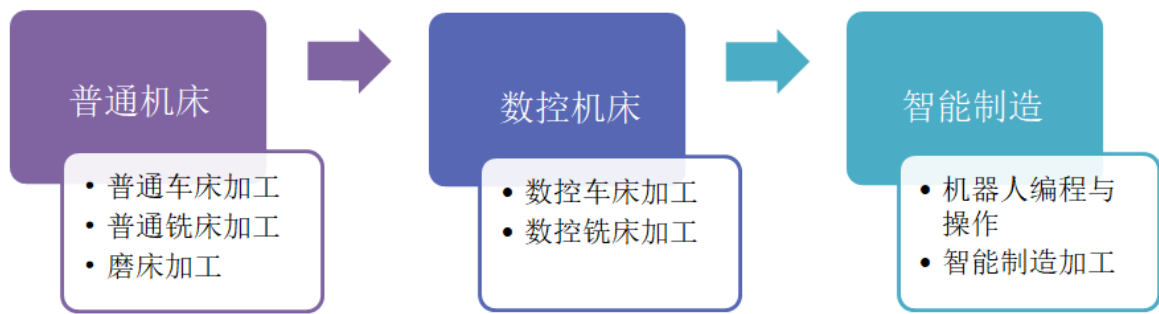 普通机床
• 普通车床加工
• 普通铣床加工
• 磨床加工
数控机床
• 数控车床加工
• 数控铣床加工
智能制造
• 机器人编程与
操作
• 智能制造加工